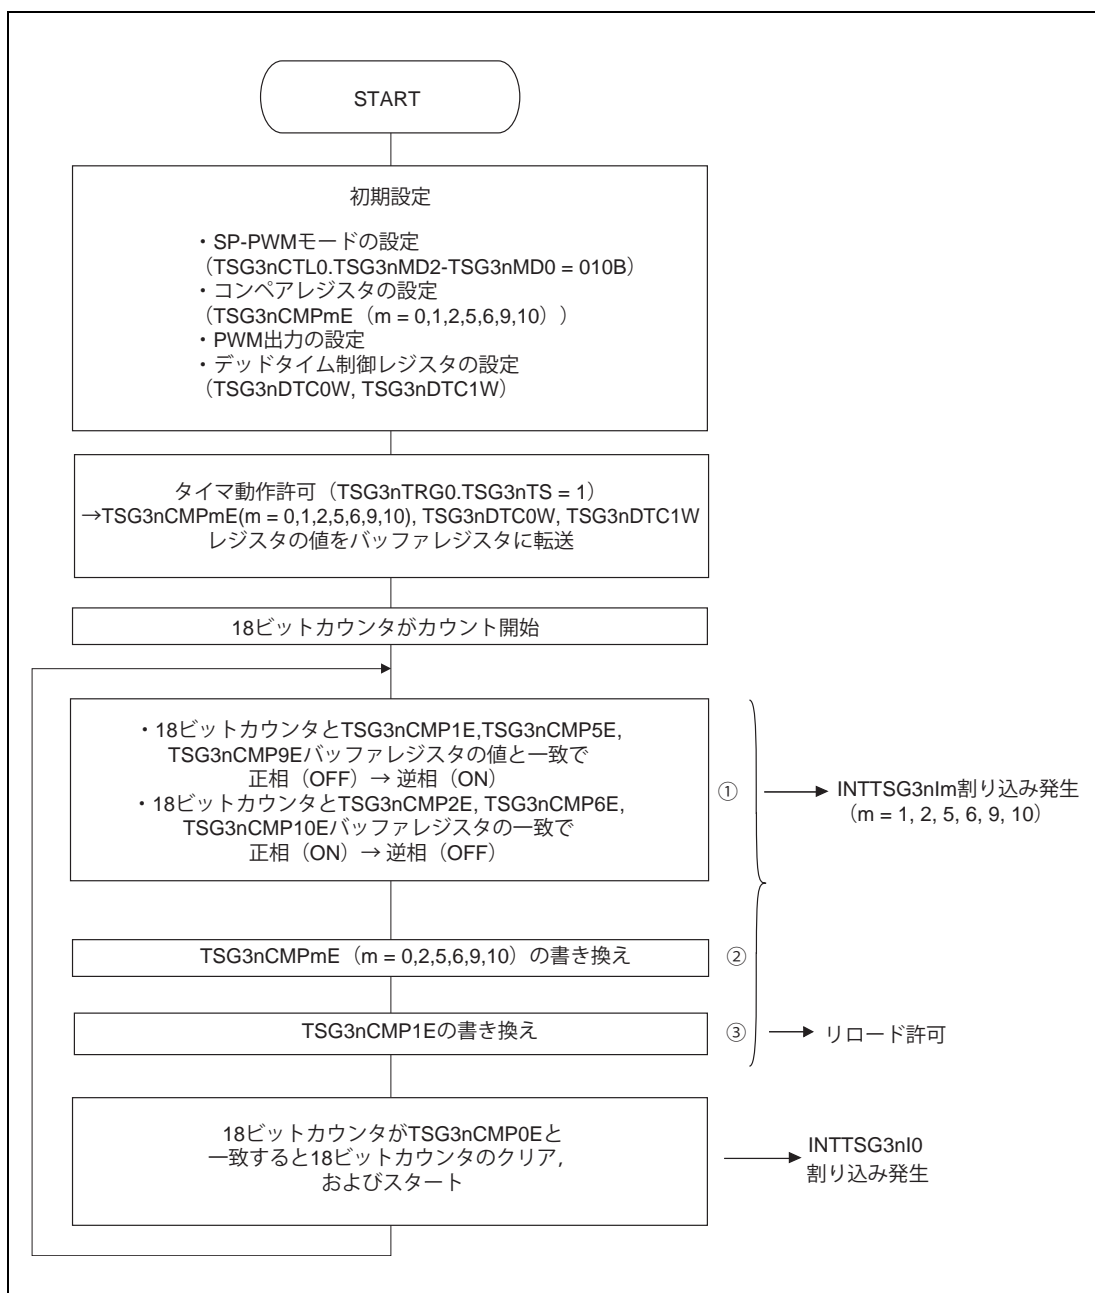 START
初期設定
・SP-PWMモードの設定
（TSG3nCTL0.TSG3nMD2-TSG3nMD0 = 010B）
・コンペアレジスタの設定
（TSG3nCMPmE（m = 0,1,2,5,6,9,10））
・PWM出力の設定
・デッドタイム制御レジスタの設定
（TSG3nDTC0W, TSG3nDTC1W）
タイマ動作許可（TSG3nTRG0.TSG3nTS = 1）
→TSG3nCMPmE(m = 0,1,2,5,6,9,10), TSG3nDTC0W, TSG3nDTC1W
レジスタの値をバッファレジスタに転送
18ビットカウンタがカウント開始
・18ビットカウンタとTSG3nCMP1E,TSG3nCMP5E,
TSG3nCMP9Eバッファレジスタの値と一致で
正相（OFF）→ 逆相（ON）
・18ビットカウンタとTSG3nCMP2E, TSG3nCMP6E,
TSG3nCMP10Eバッファレジスタの一致で
正相（ON）→ 逆相（OFF）
①
INTTSG3nIm割り込み発生
（m = 1, 2, 5, 6, 9, 10）
TSG3nCMPmE（m = 0,2,5,6,9,10）の書き換え
②
TSG3nCMP1Eの書き換え
③
リロード許可
18ビットカウンタがTSG3nCMP0Eと
一致すると18ビットカウンタのクリア,
およびスタート
INTTSG3nI0
割り込み発生